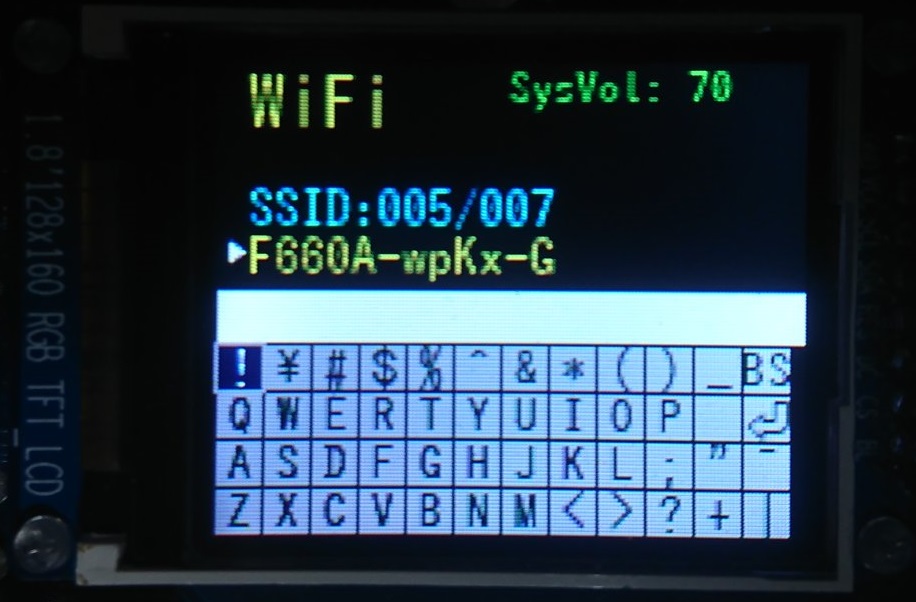 WiFi
SysVol: 70
SSID:005/007
F660A-wpKx-G
! ¥ # $ % ^ & * ( ) _ BS
Q W E R T Y U I O P
A S D F G H J K L ; "
Z X C V B N M < > ? + |
1.8'128x160 RGB TFT LCD